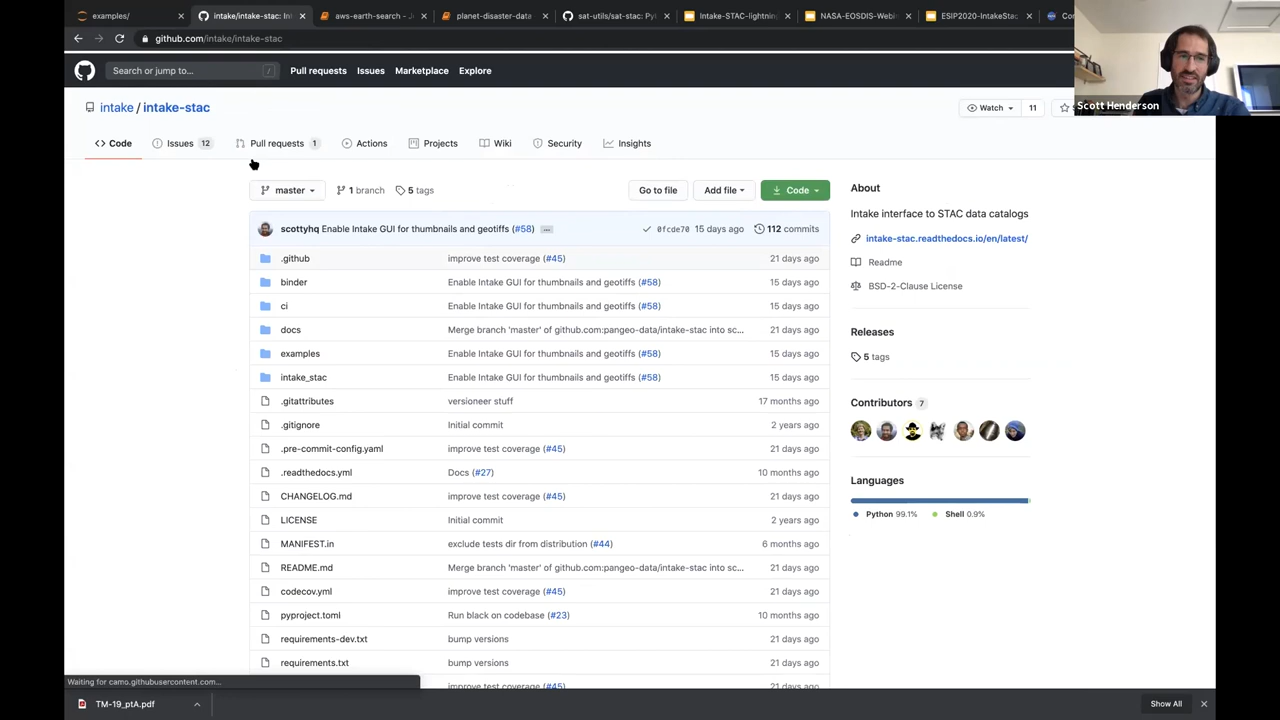 examples/
intake/intake-stac: Int
aws-earth-search - J
planet-disaster-data
sat-utils/sat-stac: Py
Intake-STAC-lightning
NASA-EOSDIS-Webi
ESIP2020-IntakeStac
Con
github.com/intake/intake-stac
Scott Henderson
Search or jump to...
/
Pull requests
Issues
Marketplace
Explore
intake / intake-stac
Watch
11
Code
Issues 12
Pull requests 1
Actions
Projects
Wiki
Security
Insights
master
1 branch
5 tags
Go to file
Add file
Code
scottyhq Enable Intake GUI for thumbnails and geotiffs (#58) ... 0fcde70 15 days ago 112 commits
.github improve test coverage (#45) 21 days ago
binder Enable Intake GUI for thumbnails and geotiffs (#58) 15 days ago
ci Enable Intake GUI for thumbnails and geotiffs (#58) 15 days ago
docs Merge branch 'master' of github.com:pangeo-data/intake-stac into sc... 21 days ago
examples Enable Intake GUI for thumbnails and geotiffs (#58) 15 days ago
intake_stac Enable Intake GUI for thumbnails and geotiffs (#58) 15 days ago
.gitattributes versioneer stuff 17 months ago
.gitignore Initial commit 2 years ago
.pre-commit-config.yaml improve test coverage (#45) 21 days ago
.readthedocs.yml Docs (#27) 10 months ago
CHANGELOG.md improve test coverage (#45) 21 days ago
LICENSE Initial commit 2 years ago
MANIFEST.in exclude tests dir from distribution (#44) 6 months ago
README.md Merge branch 'master' of github.com:pangeo-data/intake-stac into sc... 21 days ago
codecov.yml improve test coverage (#45) 21 days ago
pyproject.toml Run black on codebase (#23) 10 months ago
requirements-dev.txt bump versions 21 days ago
requirements.txt bump versions 21 days ago
improve test coverage (#45) 21 days ago
About
Intake interface to STAC data catalogs
intake-stac.readthedocs.io/en/latest/
Readme
BSD-2-Clause License
Releases
5 tags
Contributors 7
Languages
Python 99.1% Shell 0.9%
Waiting for camo.githubusercontent.com...
TM-19_ptA.pdf
Show All